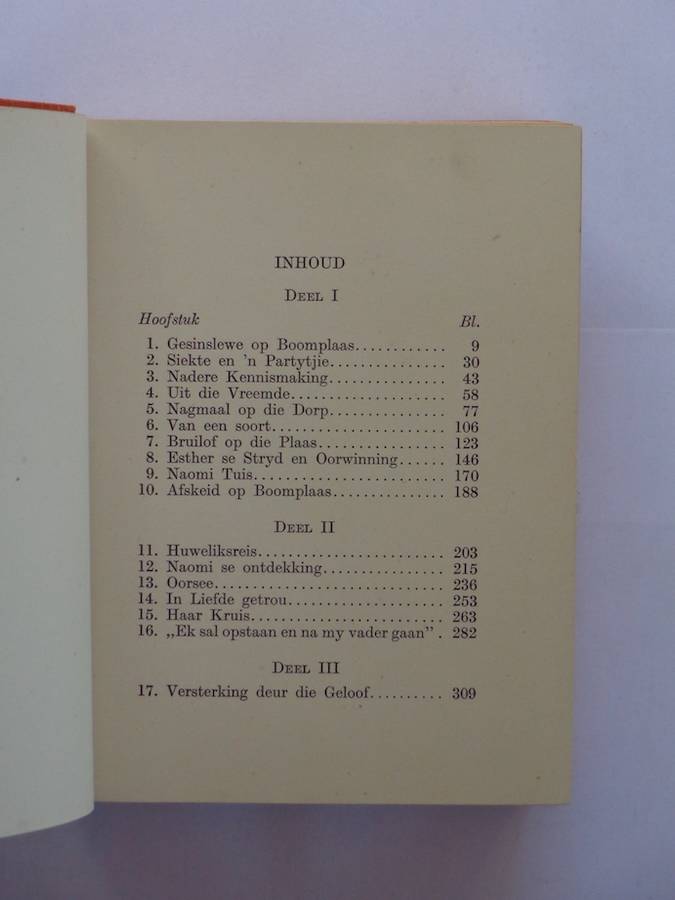 INHOUD
DEEL I
Hoofstuk Bl.
1. Gesinslewe op Boomplaas............ 9
2. Siekte en 'n Partytjie............... 30
3. Nadere Kennismaking............... 43
4. Uit die Vreemde.................... 58
5. Nagmaal op die Dorp............... 77
6. Van een soort...................... 106
7. Bruilof op die Plaas................ 123
8. Esther se Stryd en Oorwinning...... 146
9. Naomi Tuis........................ 170
10. Afskeid op Boomplaas............... 188
DEEL II
11. Huweliksreis........................ 203
12. Naomi se ontdekking................ 215
13. Oorsee............................. 236
14. In Liefde getrou.................... 253
15. Haar Kruis......................... 263
16. „Ek sal opstaan en na my vader gaan” . 282
DEEL III
17. Versterking deur die Geloof.......... 309